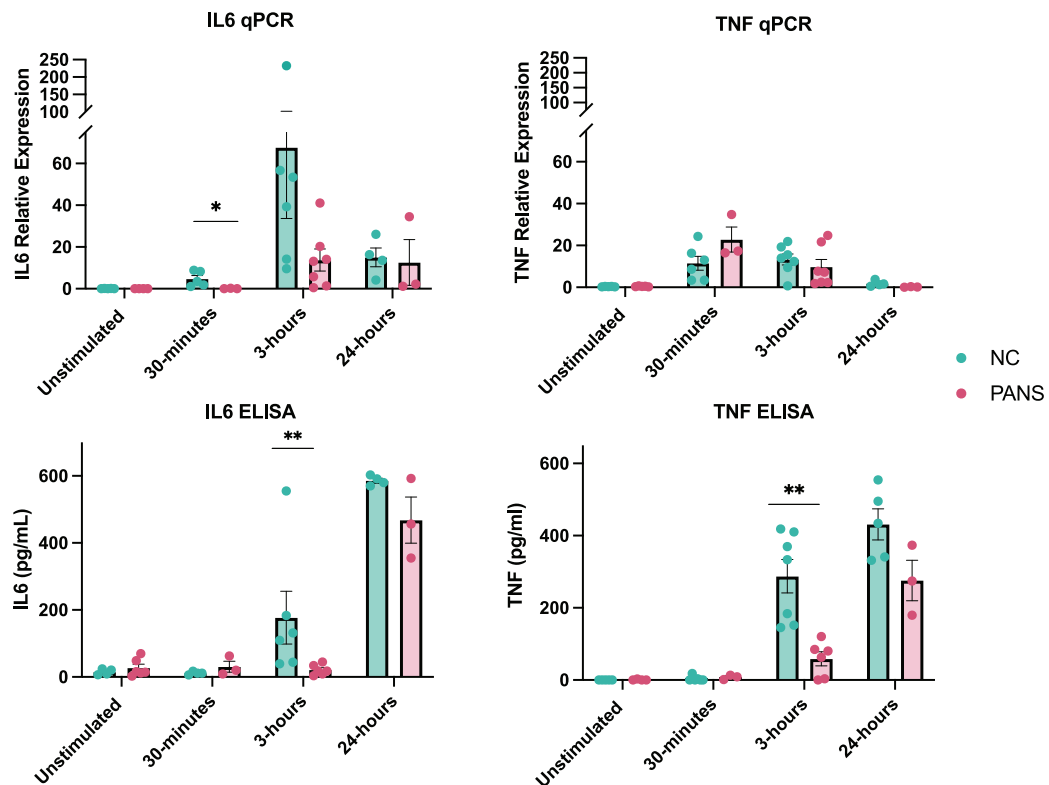 IL6 qPCR
IL6 Relative Expression
250
200
150
100
60
40
20
0
*
Unstimulated
30-minutes
3-hours
24-hours
TNF qPCR
TNF Relative Expression
250
200
150
100
60
40
20
0
Unstimulated
30-minutes
3-hours
24-hours
NC
PANS
IL6 ELISA
IL6 (pg/mL)
600
400
200
0
**
Unstimulated
30-minutes
3-hours
24-hours
TNF ELISA
TNF (pg/ml)
600
400
200
0
**
Unstimulated
30-minutes
3-hours
24-hours